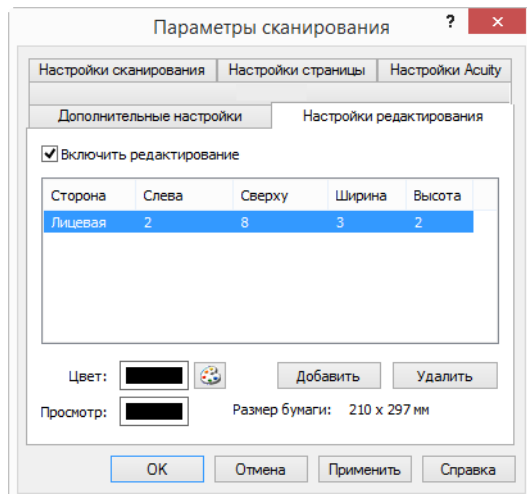 Параметры сканирования ? ×
Настройки сканирования Настройки страницы Настройки Acuity
Дополнительные настройки Настройки редактирования
Включить редактирование
Сторона Слева Сверху Ширина Высота
Лицевая 2 8 3 2
Цвет: Добавить Удалить
Просмотр: Размер бумаги: 210 x 297 мм
OK Отмена Применить Справка